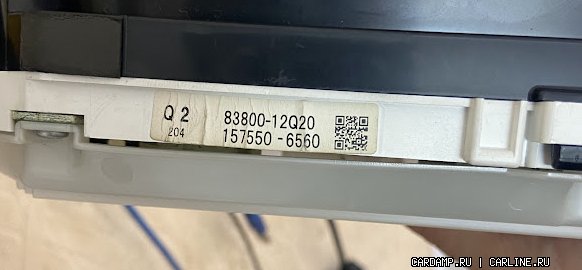 Q 2 83800-12Q20
204 157550-6560
CARDAMP.RU | CARLINE.RU